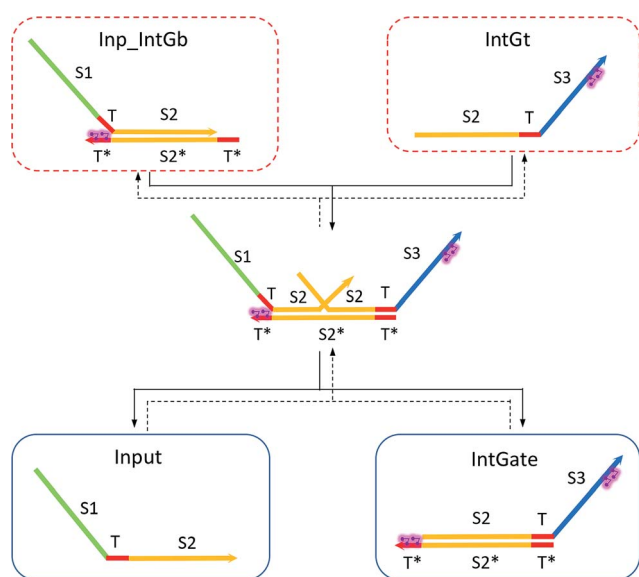 Inp_IntGb
S1
T
S2
T*
S2*
T*
IntGt
S3
S2
T
S1
T
S2
S2
T
S3
T*
S2*
T*
Input
S1
T
S2
IntGate
S3
S2
T
T*
S2*
T*